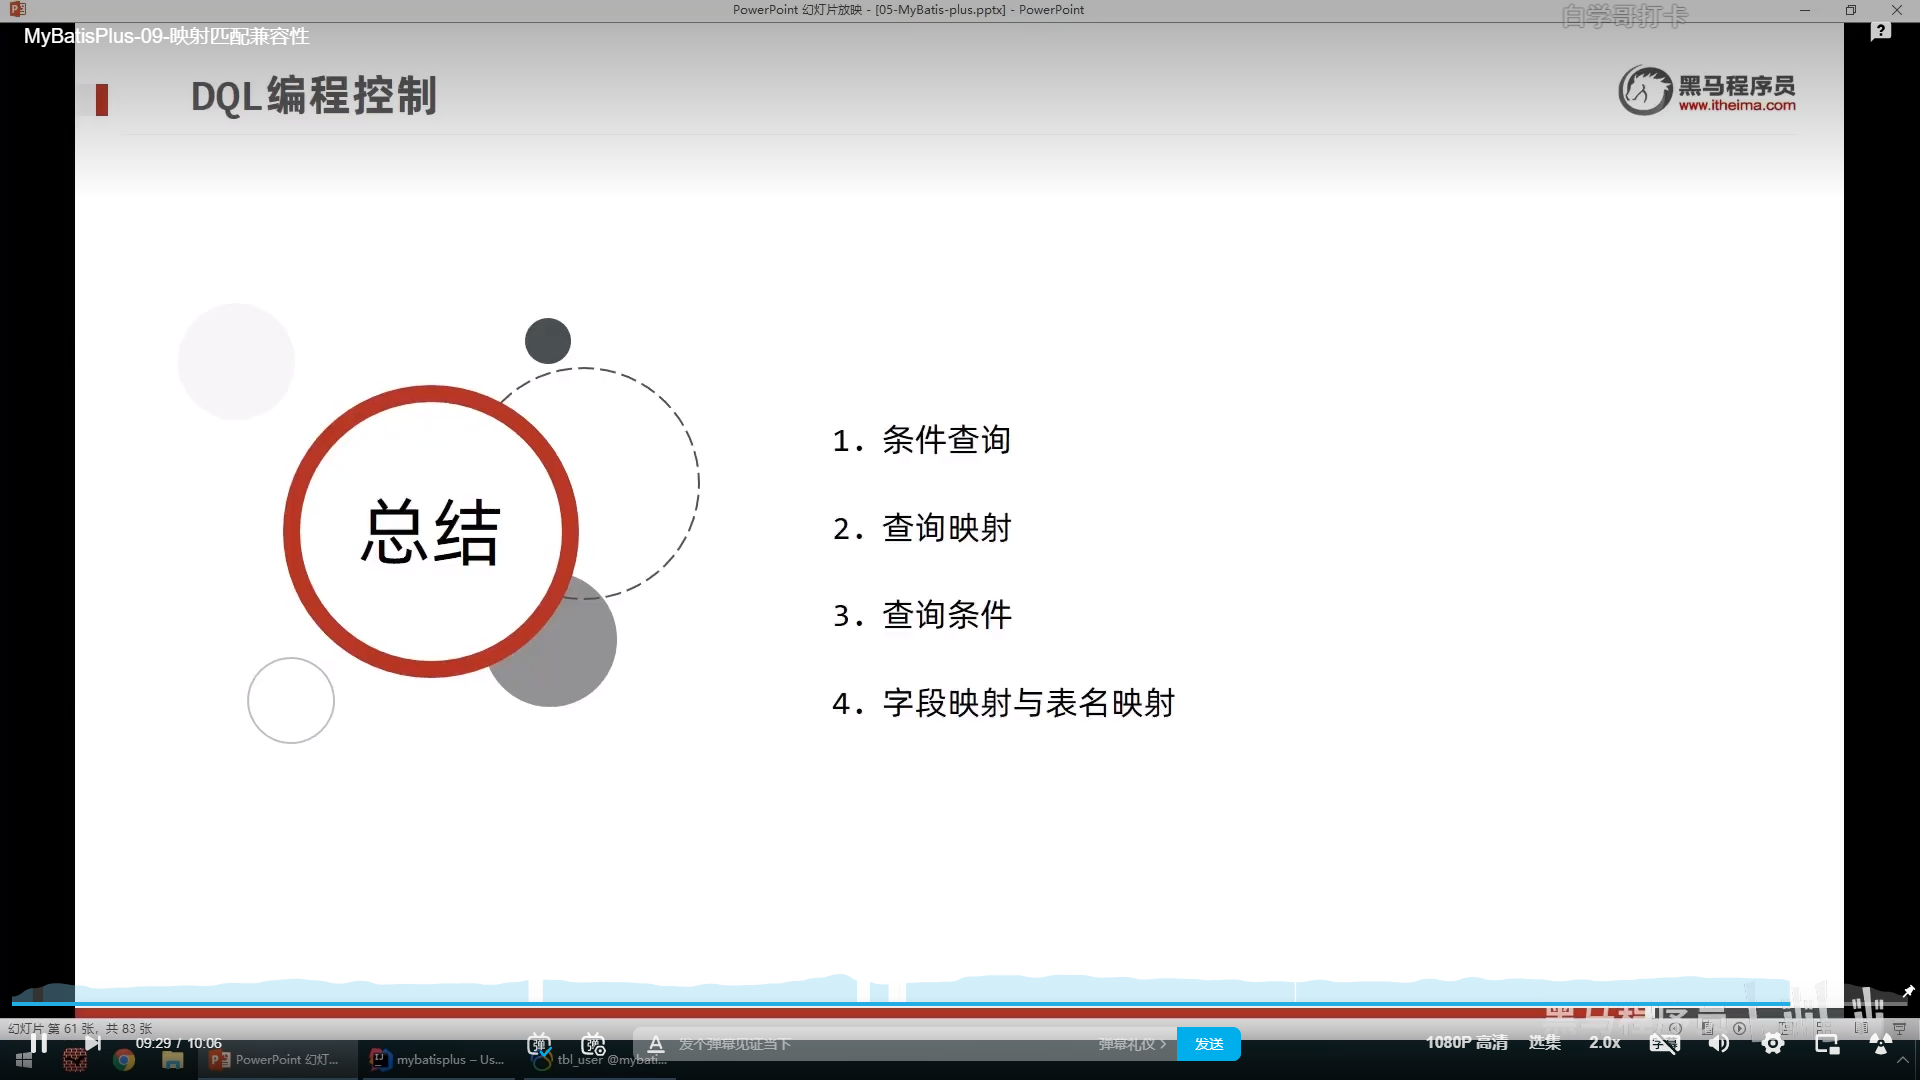 PowerPoint 幻灯片放映 - [05-MyBatis-plus.pptx] - PowerPoint
白学哥打卡
MyBatisPlus-09-映射匹配兼容性
DQL编程控制
黑马程序员
www.itheima.com
总结
1. 条件查询
2. 查询映射
3. 查询条件
4. 字段映射与表名映射
幻灯片 第 61 张，共 83 张
09:29 / 10:06
发个弹幕见证当下
弹幕礼仪 >
发送
1080P 高清
选集
2.0x
PowerPoint 幻灯...
mybatisplus – Us...
tbl_user @mybati...